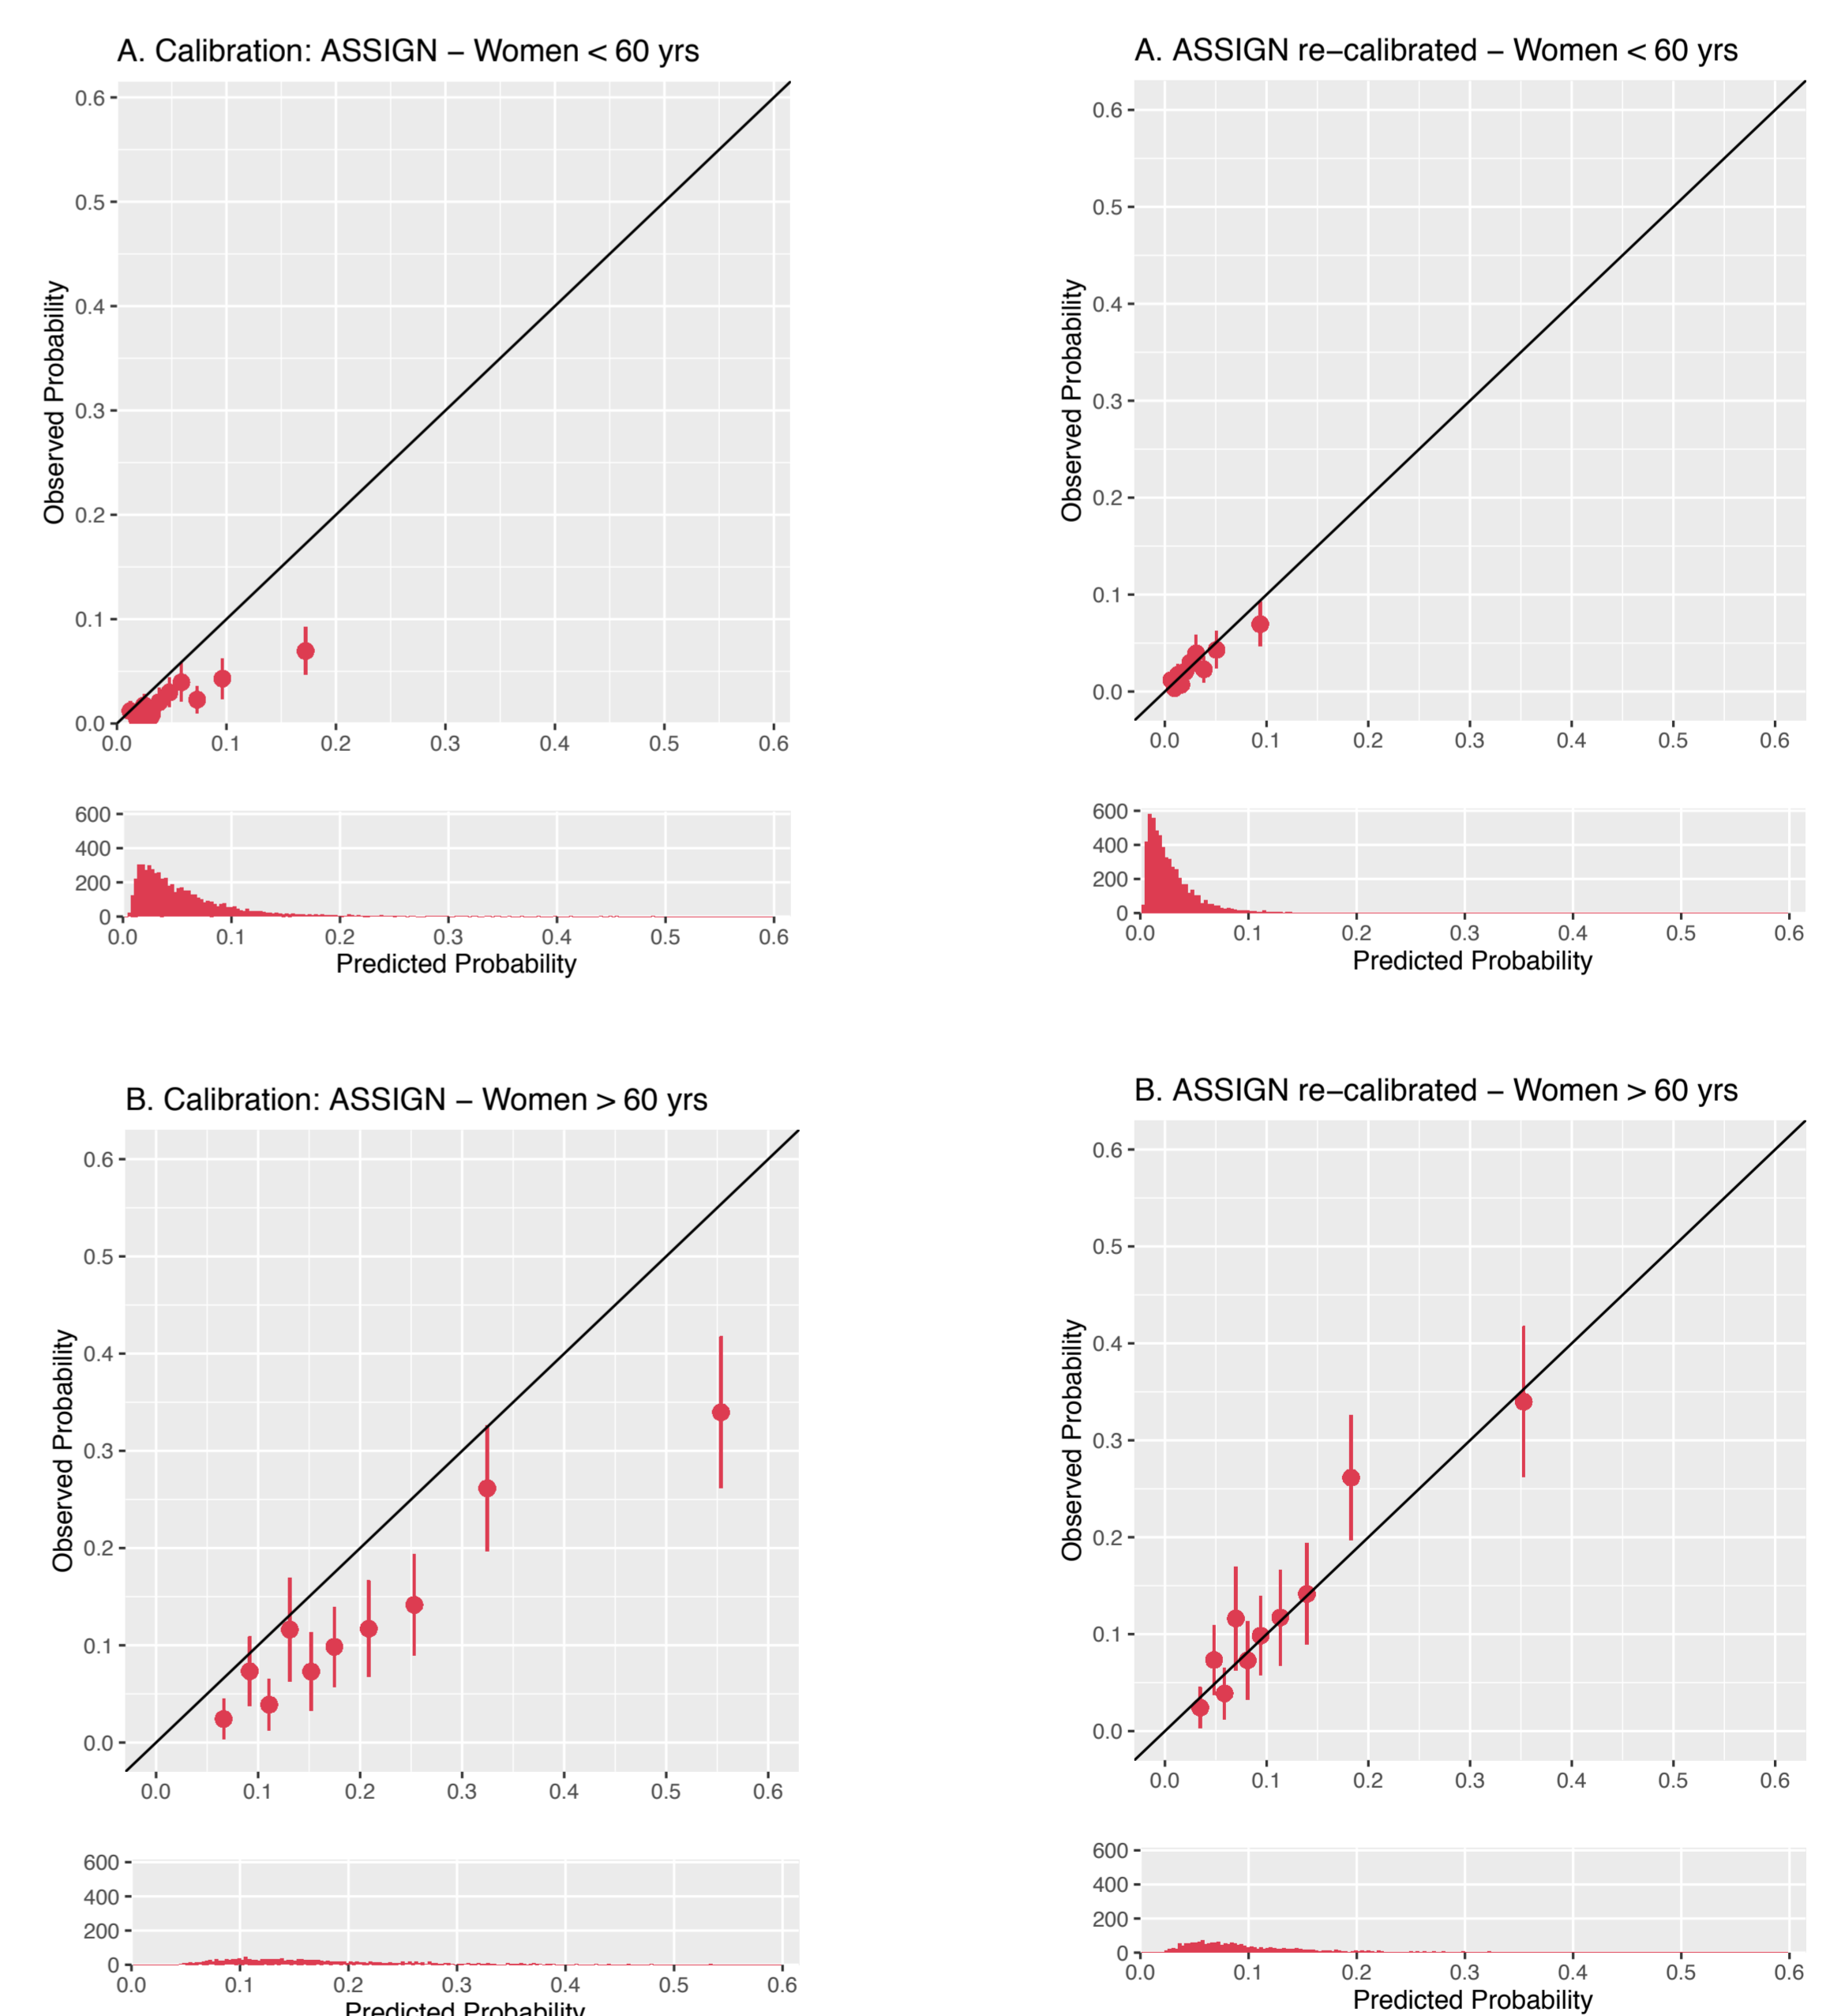 A. Calibration: ASSIGN – Women < 60 yrs
Observed Probability
0.6
0.5
0.4
0.3
0.2
0.1
0.0
0.0 0.1 0.2 0.3 0.4 0.5 0.6
600
400
200
0
0.0 0.1 0.2 0.3 0.4 0.5 0.6
Predicted Probability
A. ASSIGN re–calibrated – Women < 60 yrs
Observed Probability
0.6
0.5
0.4
0.3
0.2
0.1
0.0
0.0 0.1 0.2 0.3 0.4 0.5 0.6
600
400
200
0
0.0 0.1 0.2 0.3 0.4 0.5 0.6
Predicted Probability
B. Calibration: ASSIGN – Women > 60 yrs
Observed Probability
0.6
0.5
0.4
0.3
0.2
0.1
0.0
0.0 0.1 0.2 0.3 0.4 0.5 0.6
600
400
200
0
0.0 0.1 0.2 0.3 0.4 0.5 0.6
Predicted Probability
B. ASSIGN re–calibrated – Women > 60 yrs
Observed Probability
0.6
0.5
0.4
0.3
0.2
0.1
0.0
0.0 0.1 0.2 0.3 0.4 0.5 0.6
600
400
200
0
0.0 0.1 0.2 0.3 0.4 0.5 0.6
Predicted Probability